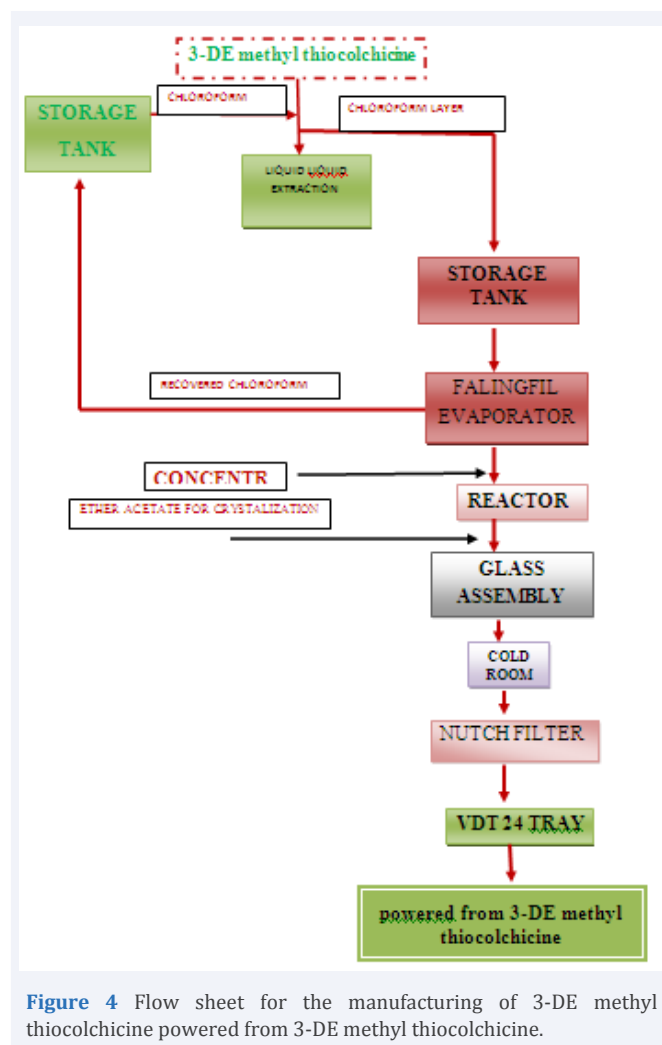 3-DE methyl thiocolchicine
CHLOROFORM
CHLOROFORM LAYER
STORAGE
TANK
LIQUID LIQUID
EXTRACTION
STORAGE
TANK
RECOVERED CHLOROFORM
FALINGFIL
EVAPORATOR
CONCENTR
REACTOR
ETHER ACETATE FOR CRYSTALIZATION
GLASS
ASSEMBLY
COLD
ROOM
NUTCH FILTER
VDT 24 TRAY
powered from 3-DE methyl
thiocolchicine
Figure 4 Flow sheet for the manufacturing of 3-DE methyl
thiocolchicine powered from 3-DE methyl thiocolchicine.